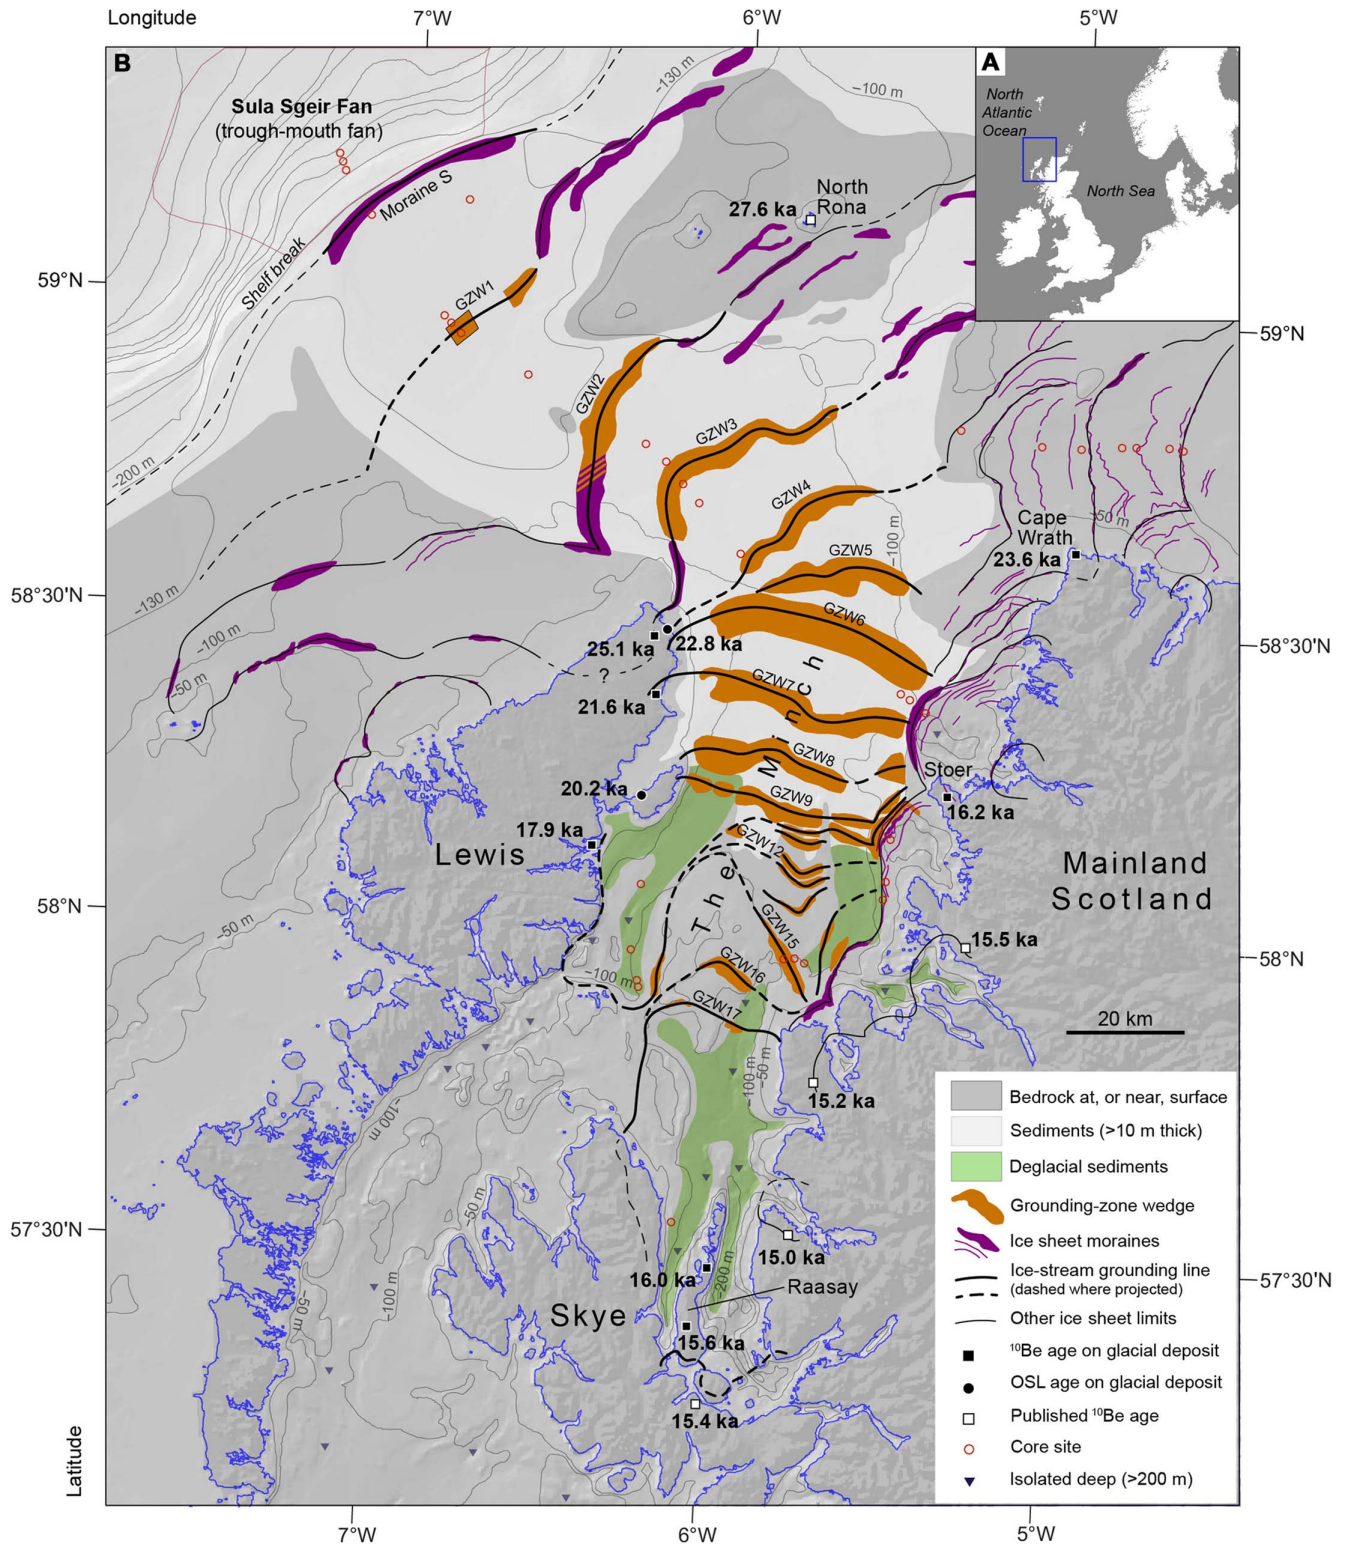 Longitude
7°W
6°W
5°W
B
A
Sula Sgeir Fan
(trough-mouth fan)
−130 m
−100 m
North
Atlantic
Ocean
North Sea
Moraine S
North
Rona
27.6 ka
Shelf break
59°N
GZW1
59°N
GZW2
GZW3
−200 m
GZW4
−50 m
Cape
Wrath
23.6 ka
−100 m
GZW5
58°30'N
−130 m
GZW6
−100 m
25.1 ka
22.8 ka
58°30'N
?
−50 m
GZW7
21.6 ka
The Minch
GZW8
Stoer
20.2 ka
GZW9
16.2 ka
17.9 ka
GZW12
Lewis
Mainland
Scotland
58°N
−50 m
GZW15
15.5 ka
58°N
GZW16
−100 m
GZW17
20 km
−100 m
−50 m
15.2 ka
−100 m
−50 m
57°30'N
15.0 ka
16.0 ka
−200 m
57°30'N
−100 m
−50 m
Raasay
Skye
15.6 ka
15.4 ka
Latitude
Bedrock at, or near, surface
Sediments (>10 m thick)
Deglacial sediments
Grounding-zone wedge
Ice sheet moraines
Ice-stream grounding line
(dashed where projected)
Other ice sheet limits
¹⁰Be age on glacial deposit
OSL age on glacial deposit
Published ¹⁰Be age
Core site
Isolated deep (>200 m)
7°W
6°W
5°W